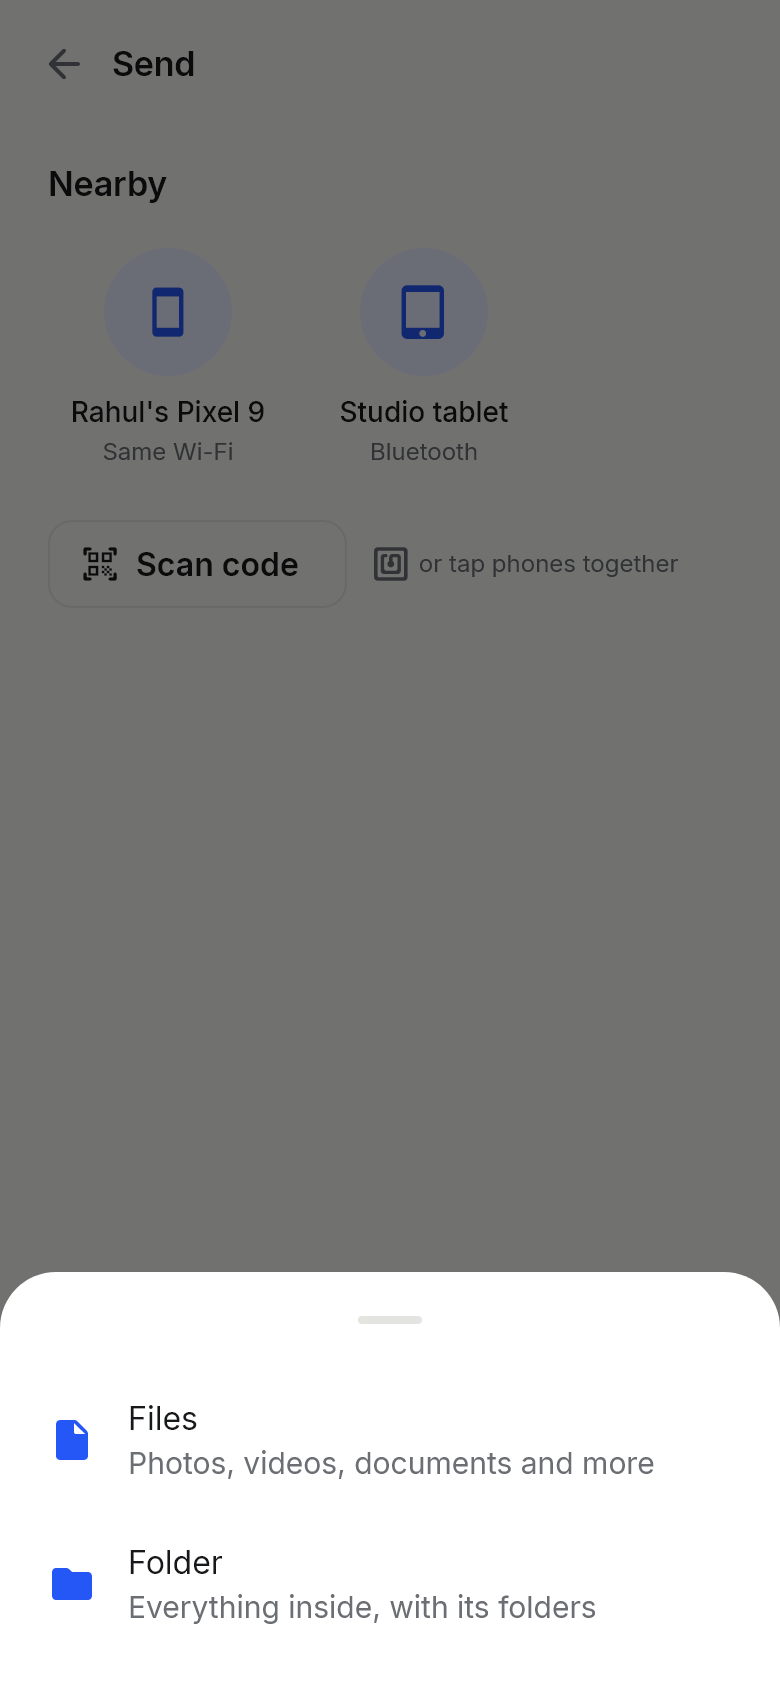 Send
Nearby
Rahul's Pixel 9
Same Wi-Fi
Studio tablet
Bluetooth
Scan code
or tap phones together
Files
Photos, videos, documents and more
Folder
Everything inside, with its folders